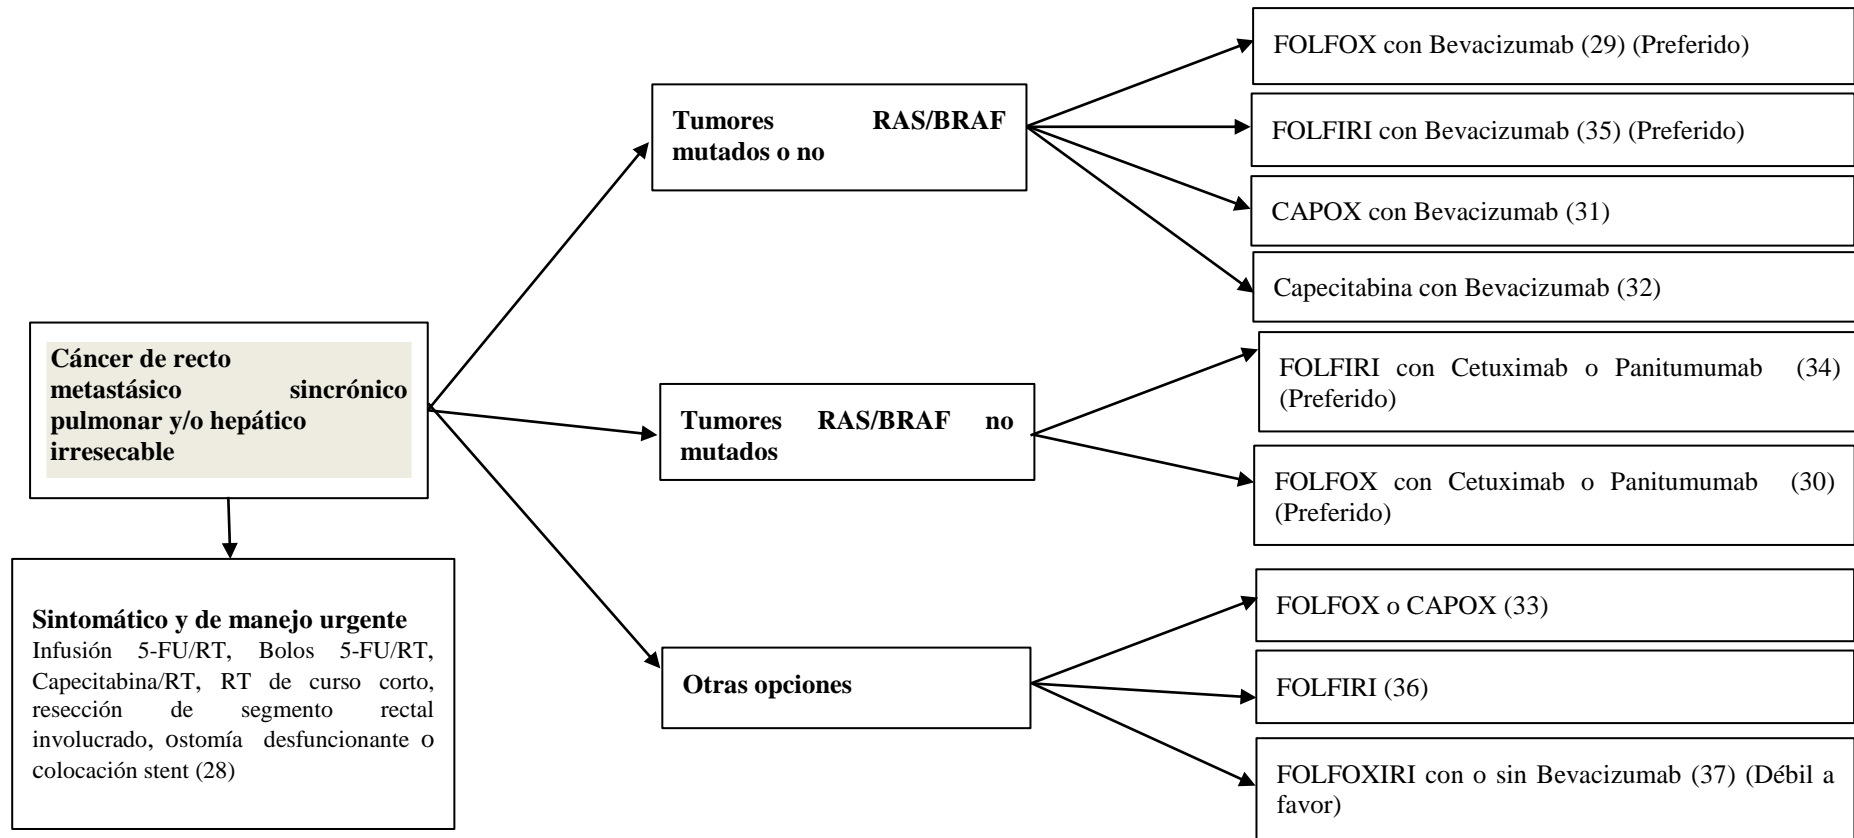 Cáncer de recto
metastásico sincrónico
pulmonar y/o hepático
irresecable
Sintomático y de manejo urgente
Infusión 5-FU/RT, Bolos 5-FU/RT,
Capecitabina/RT, RT de curso corto,
resección de segmento rectal
involucrado, ostomía desfuncionante o
colocación stent (28)
Tumores RAS/BRAF
mutados o no
FOLFOX con Bevacizumab (29) (Preferido)
FOLFIRI con Bevacizumab (35) (Preferido)
CAPOX con Bevacizumab (31)
Capecitabina con Bevacizumab (32)
Tumores RAS/BRAF no
mutados
FOLFIRI con Cetuximab o Panitumumab (34)
(Preferido)
FOLFOX con Cetuximab o Panitumumab (30)
(Preferido)
Otras opciones
FOLFOX o CAPOX (33)
FOLFIRI (36)
FOLFOXIRI con o sin Bevacizumab (37) (Débil a
favor)